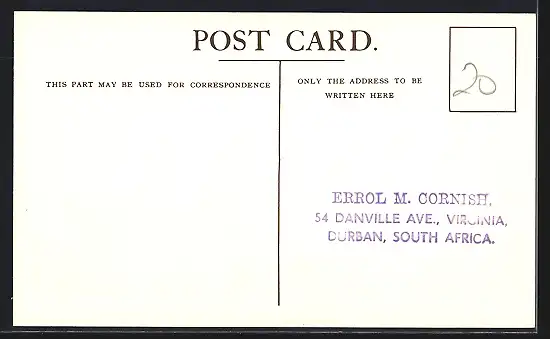 POST CARD.
THIS PART MAY BE USED FOR CORRESPONDENCE
ONLY THE ADDRESS TO BE
WRITTEN HERE
20
ERROL M. CORNISH,
54 DANVILLE AVE., VIRGINIA,
DURBAN, SOUTH AFRICA.